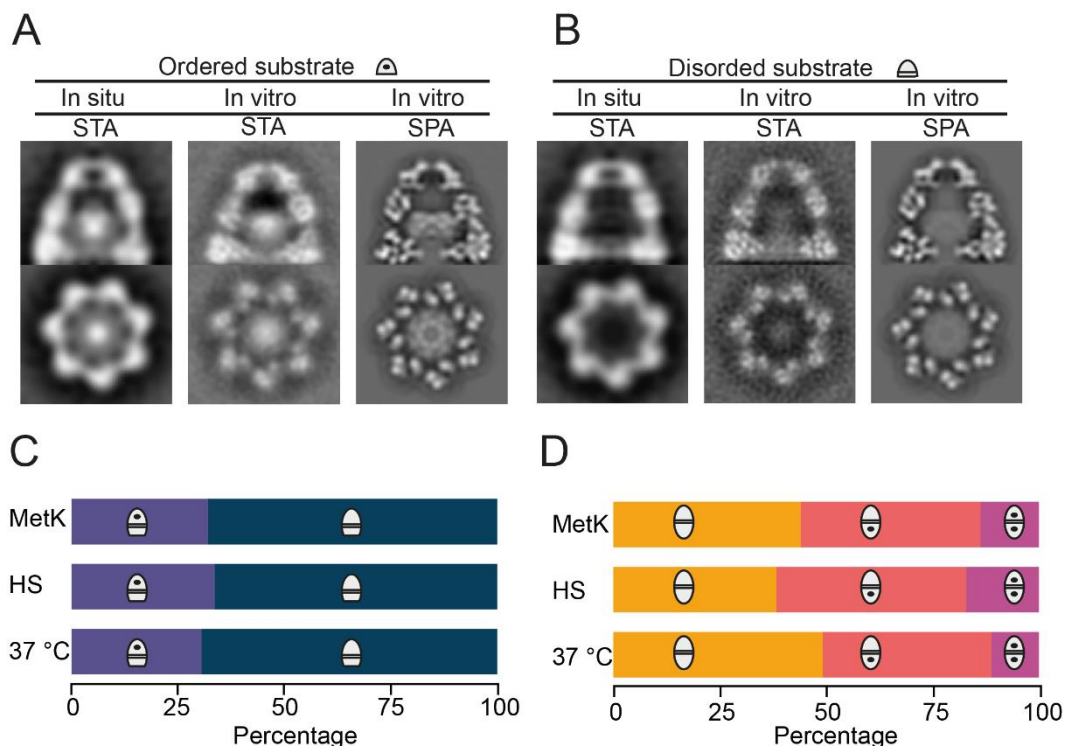 A
Ordered substrate
In situ In vitro In vitro
STA STA SPA
B
Disorded substrate
In situ In vitro In vitro
STA STA SPA
C
MetK
HS
37 °C
0 25 50 75 100
Percentage
D
MetK
HS
37 °C
0 25 50 75 100
Percentage